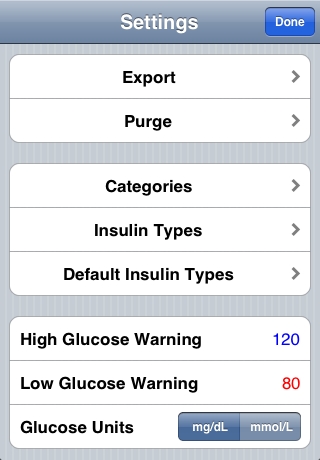 Settings
Done
Export
Purge
Categories
Insulin Types
Default Insulin Types
High Glucose Warning 120
Low Glucose Warning 80
Glucose Units mg/dL mmol/L